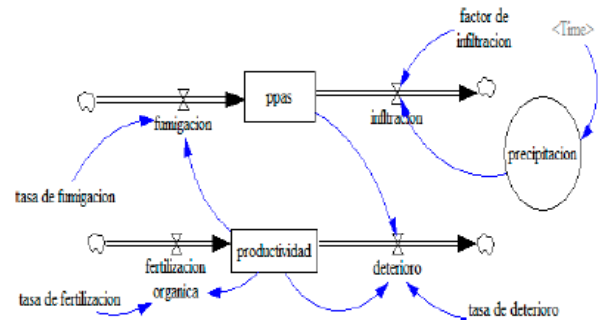 factor de
infiltracion
<Time>
ppas
fumigacion
infiltracion
precipitacion
tasa de fumigacion
productividad
fertilizacion
organica
deterioro
tasa de fertilizacion
tasa de deterioro